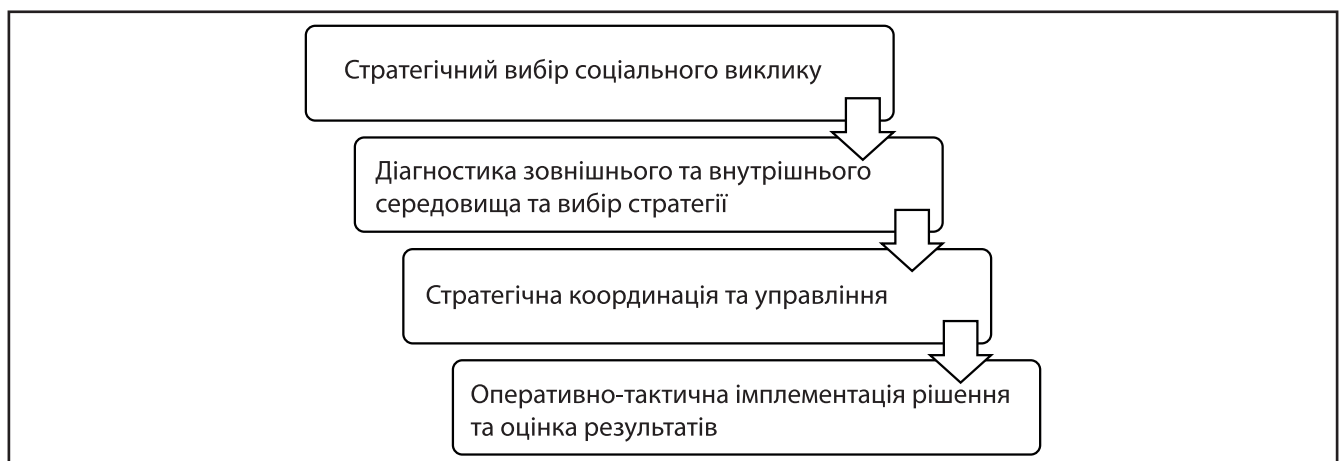 Стратегічний вибір соціального виклику
Діагностика зовнішнього та внутрішнього
середовища та вибір стратегії
Стратегічна координація та управління
Оперативно-тактична імплементація рішення
та оцінка результатів